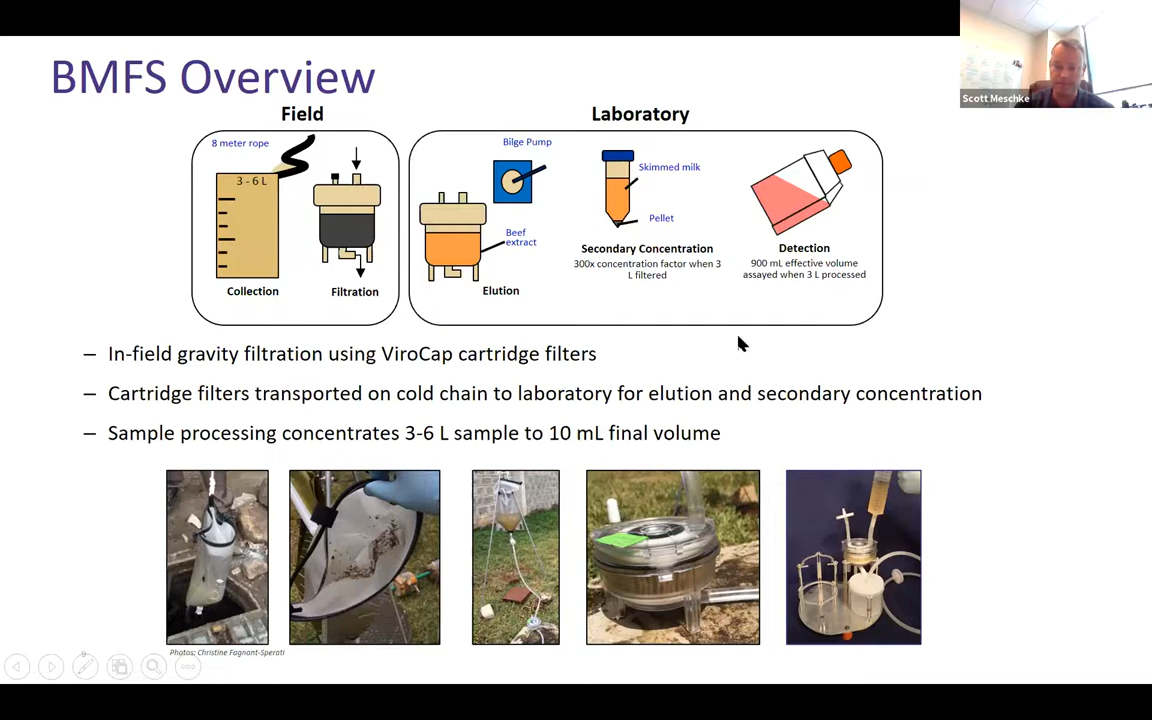 BMFS Overview
Scott Meschke
Field
Laboratory
8 meter rope
3 - 6 L
Collection
Filtration
Bilge Pump
Beef
extract
Elution
Skimmed milk
Pellet
Secondary Concentration
300x concentration factor when 3
L filtered
Detection
900 mL effective volume
assayed when 3 L processed
– In-field gravity filtration using ViroCap cartridge filters
– Cartridge filters transported on cold chain to laboratory for elution and secondary concentration
– Sample processing concentrates 3-6 L sample to 10 mL final volume
Photos: Christine Fagnant-Sperati